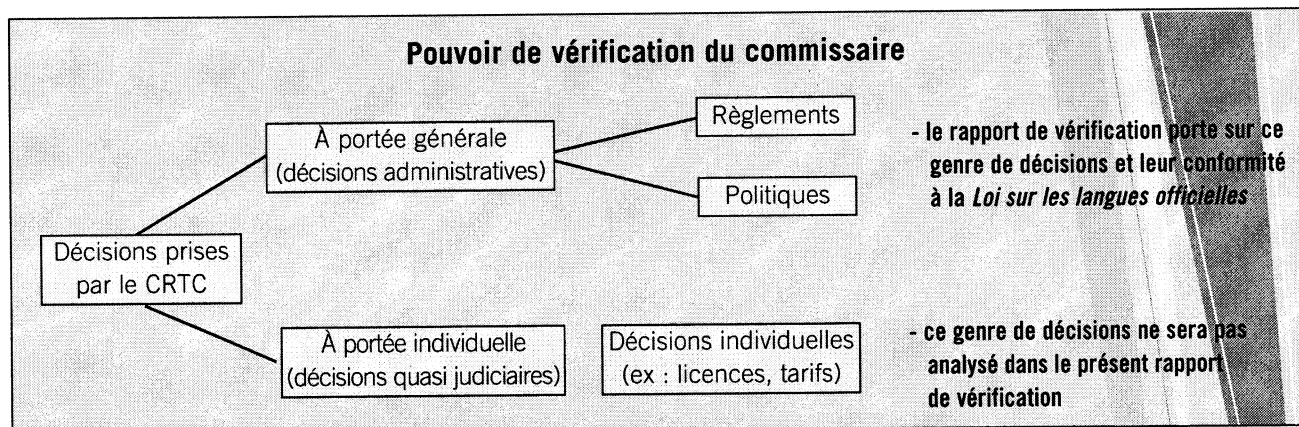 Pouvoir de vérification du commissaire
Règlements
À portée générale
(décisions administratives)
Politiques
- le rapport de vérification porte sur ce
genre de décisions et leur conformité
à la Loi sur les langues officielles
Décisions prises
par le CRTC
À portée individuelle
(décisions quasi judiciaires)
Décisions individuelles
(ex : licences, tarifs)
- ce genre de décisions ne sera pas
analysé dans le présent rapport
de vérification